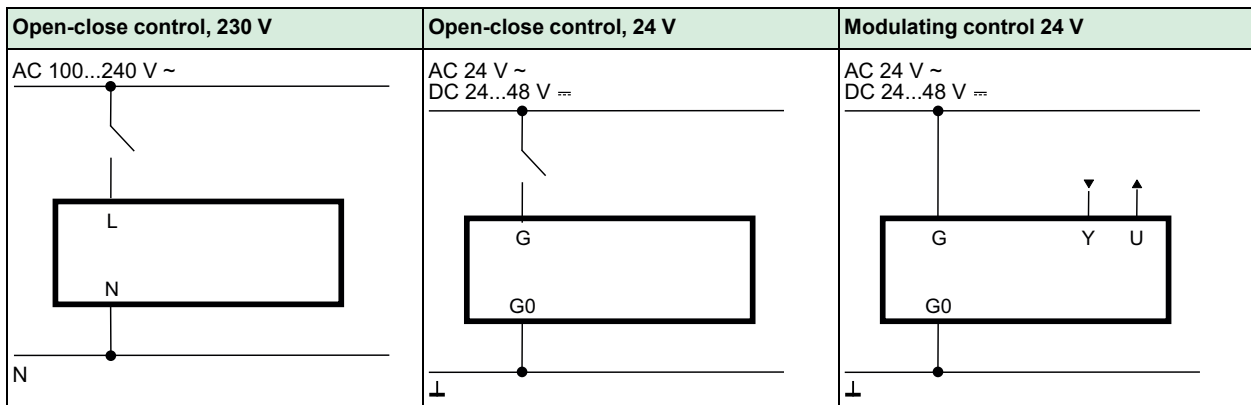 Open-close control, 230 V
AC 100...240 V ~
L
N
N
Open-close control, 24 V
AC 24 V ~
DC 24...48 V ⎓
G
G0
Modulating control 24 V
AC 24 V ~
DC 24...48 V ⎓
G Y U
G0